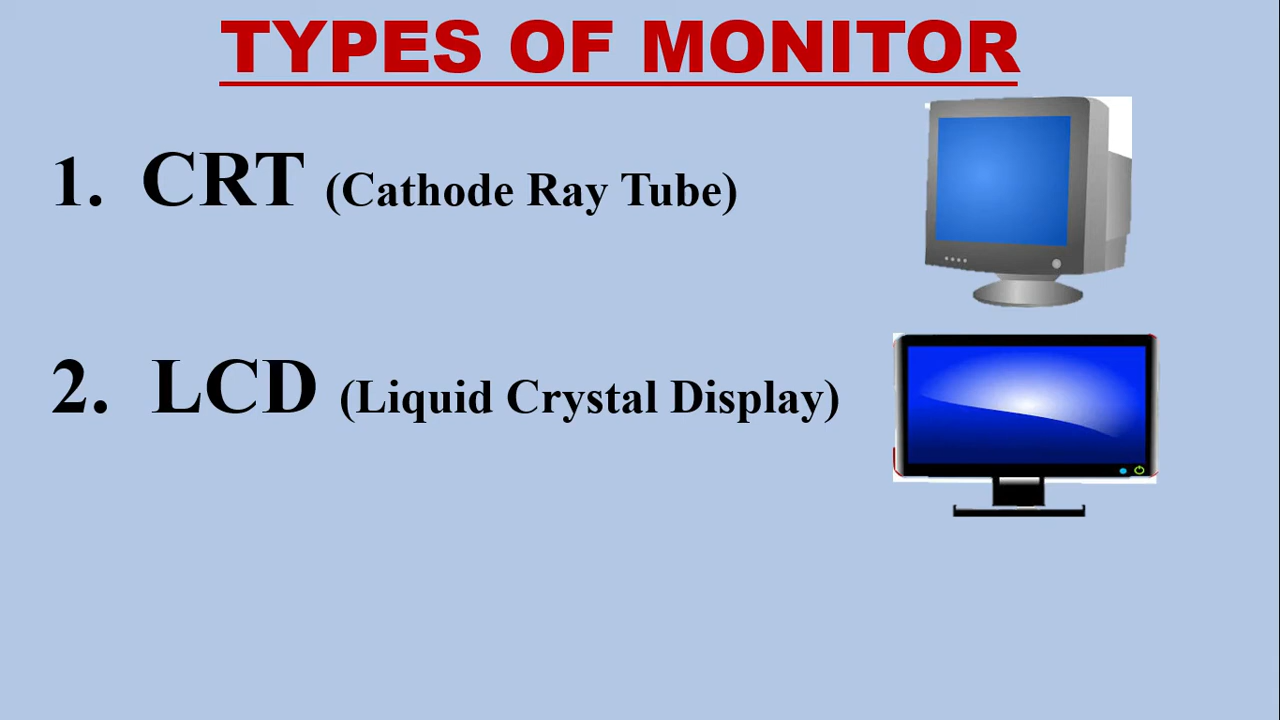 TYPES OF MONITOR
1. CRT (Cathode Ray Tube)
2. LCD (Liquid Crystal Display)